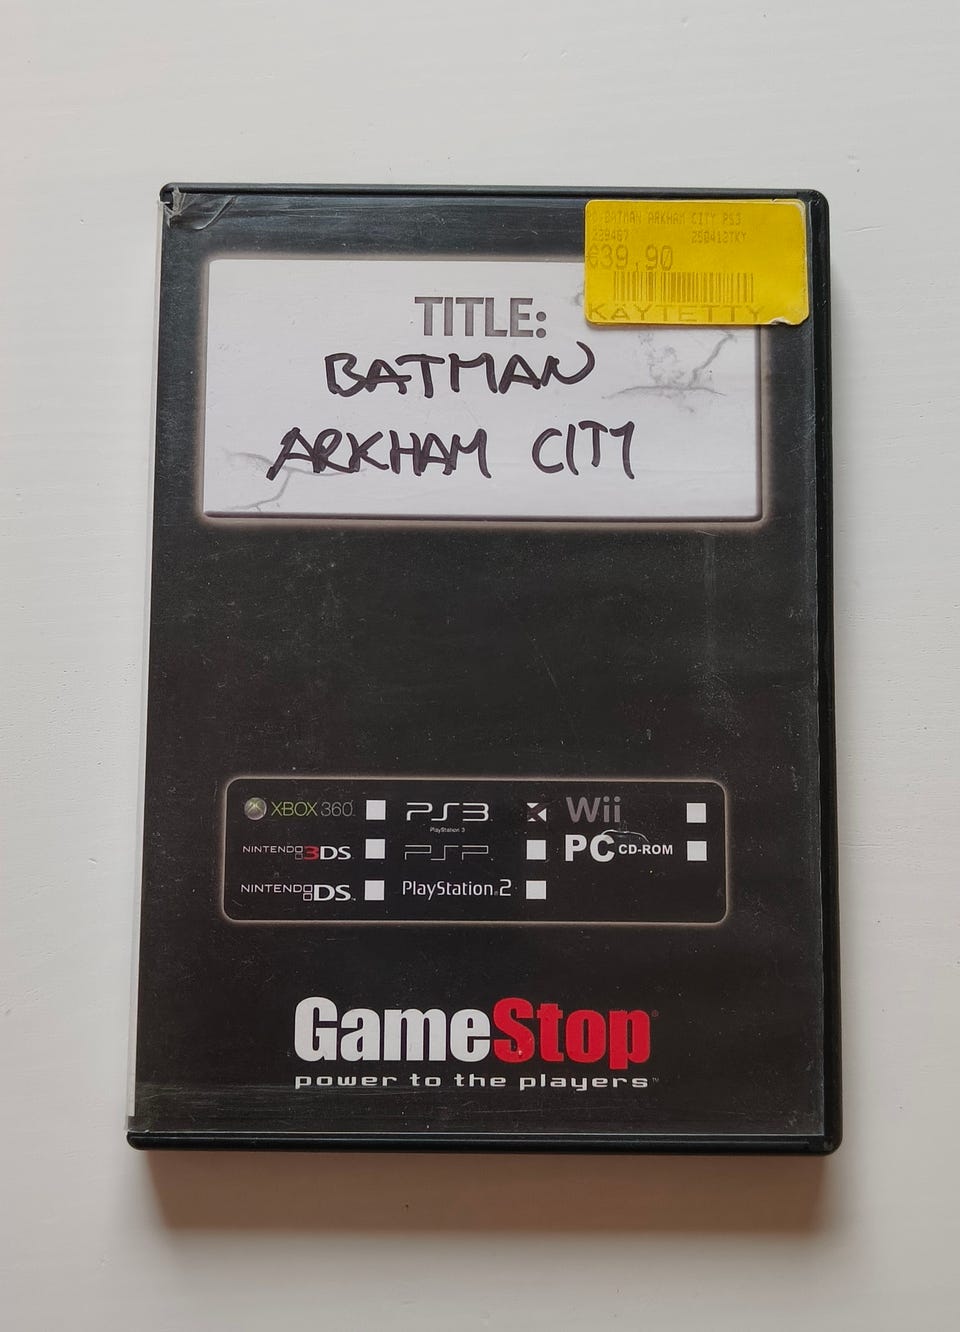 BATMAN ARKHAM CITY PS3
€39,90
KÄYTETTY
TITLE:
BATMAN
ARKHAM CITY
XBOX 360 PS3 Wii
PlayStation 3
NINTENDO 3DS PSP PC CD-ROM
NINTENDO DS PlayStation 2
GameStop
power to the players